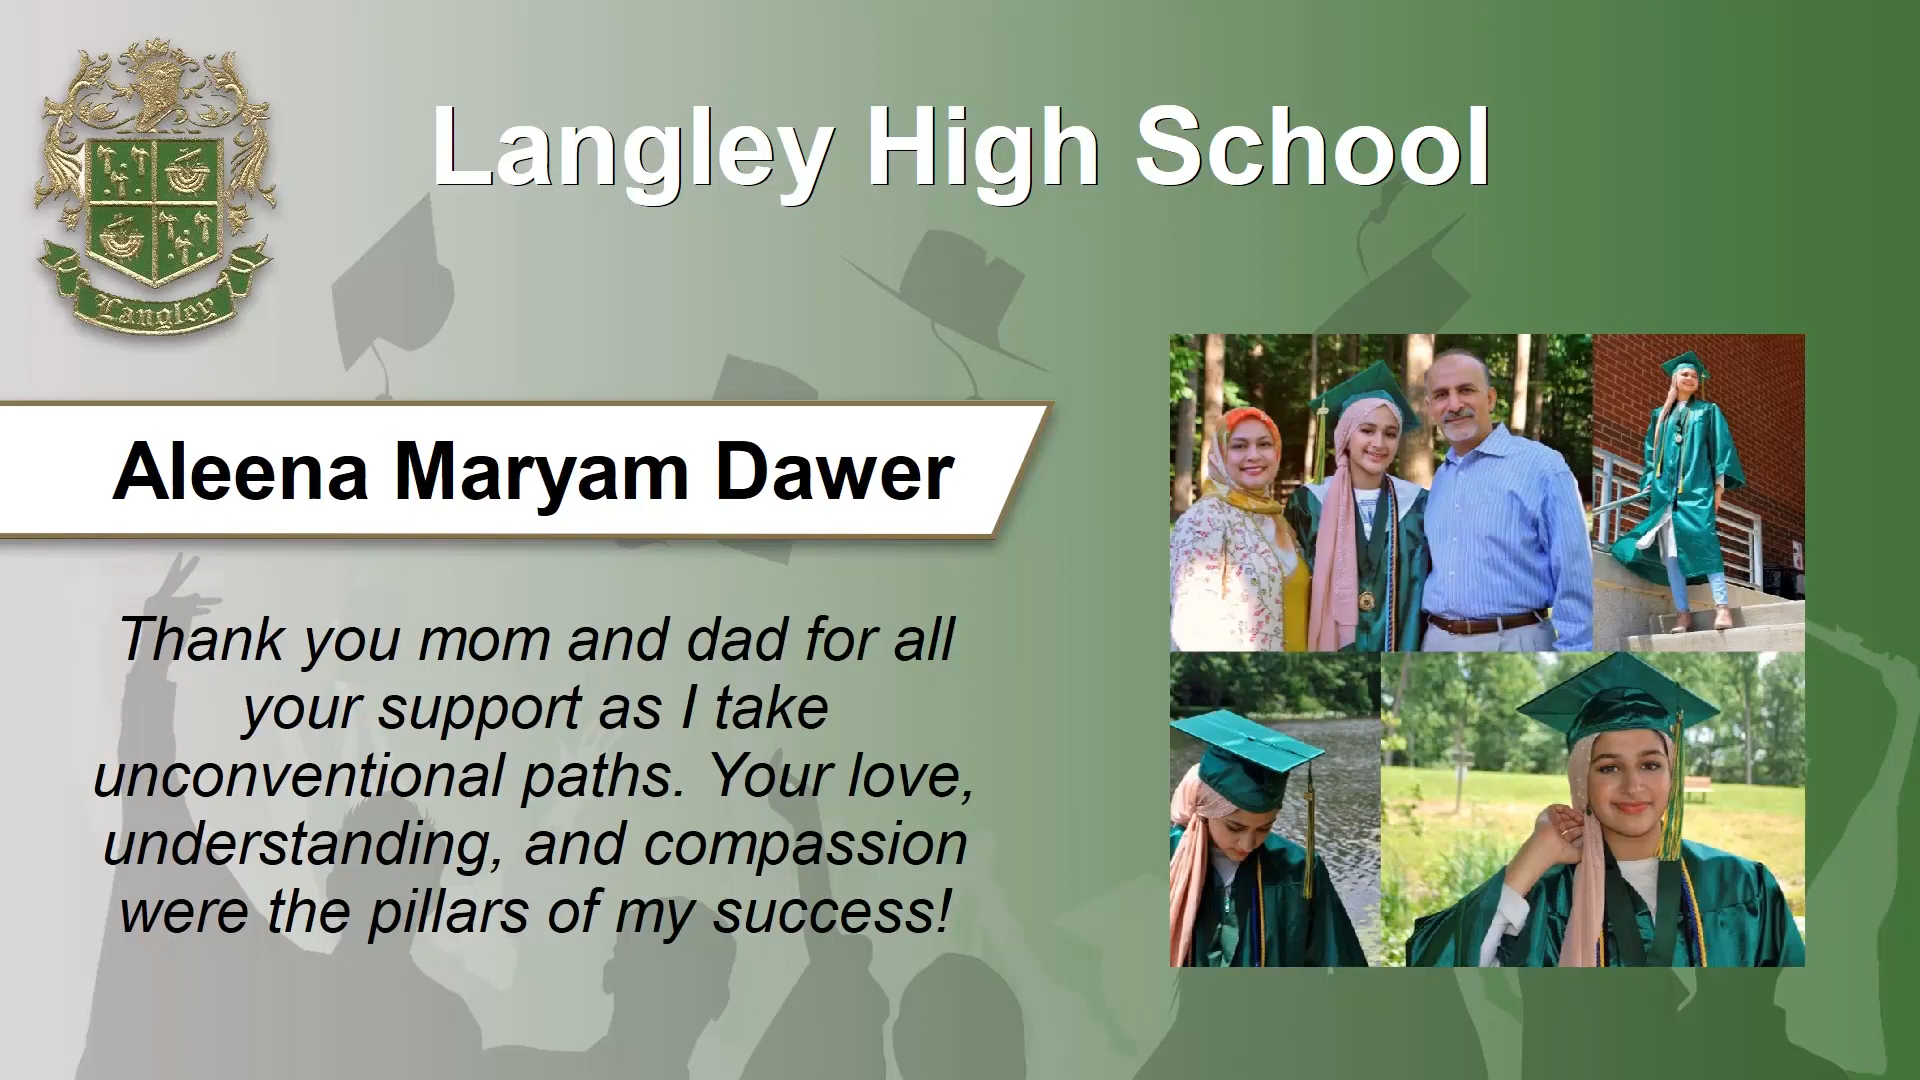 Langley High School
Langley
Aleena Maryam Dawer
Thank you mom and dad for all
your support as I take
unconventional paths. Your love,
understanding, and compassion
were the pillars of my success!